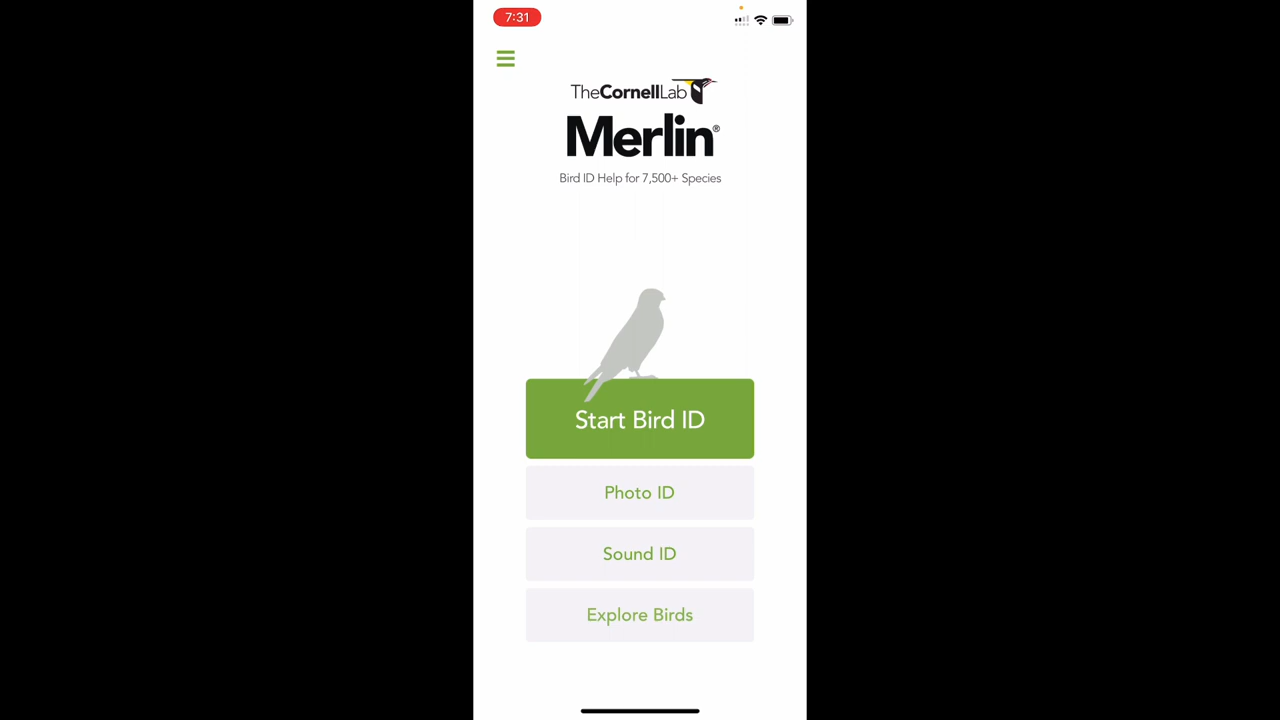 7:31
TheCornellLab
Merlin®
Bird ID Help for 7,500+ Species
Start Bird ID
Photo ID
Sound ID
Explore Birds